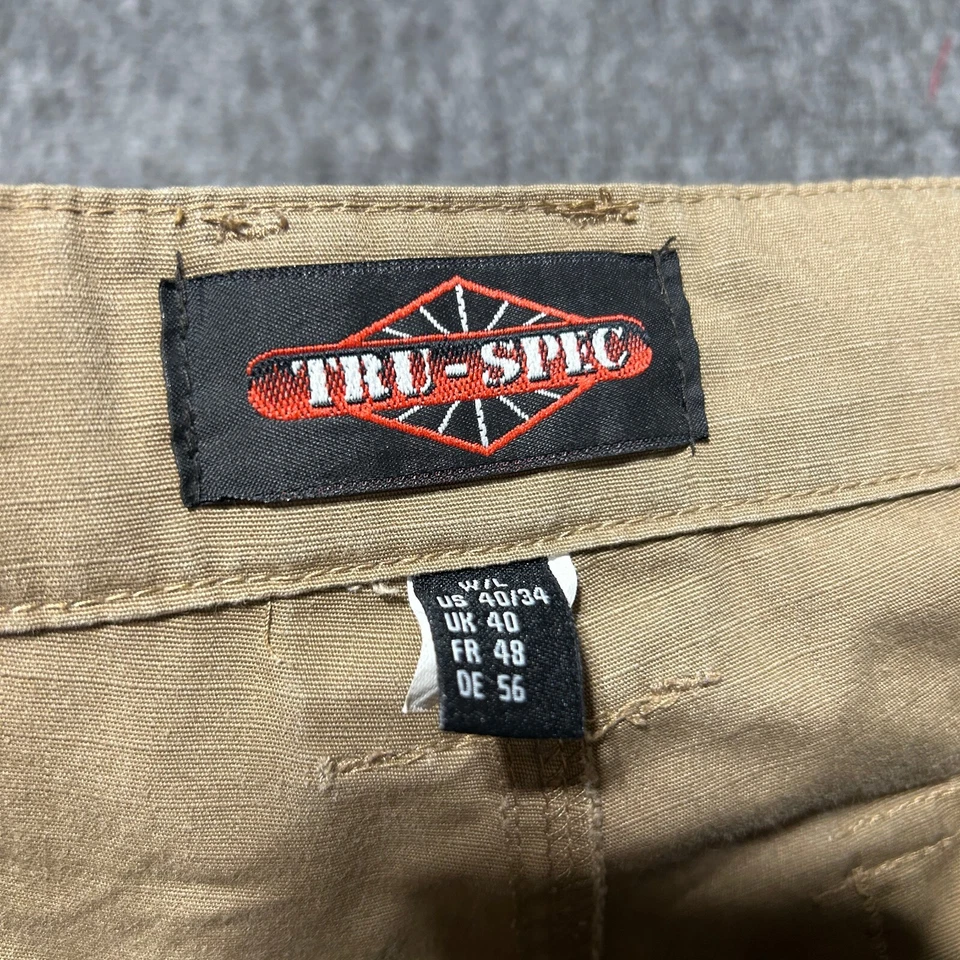 TRU-SPEC
W/L
US 40/34
UK 40
FR 48
DE 56